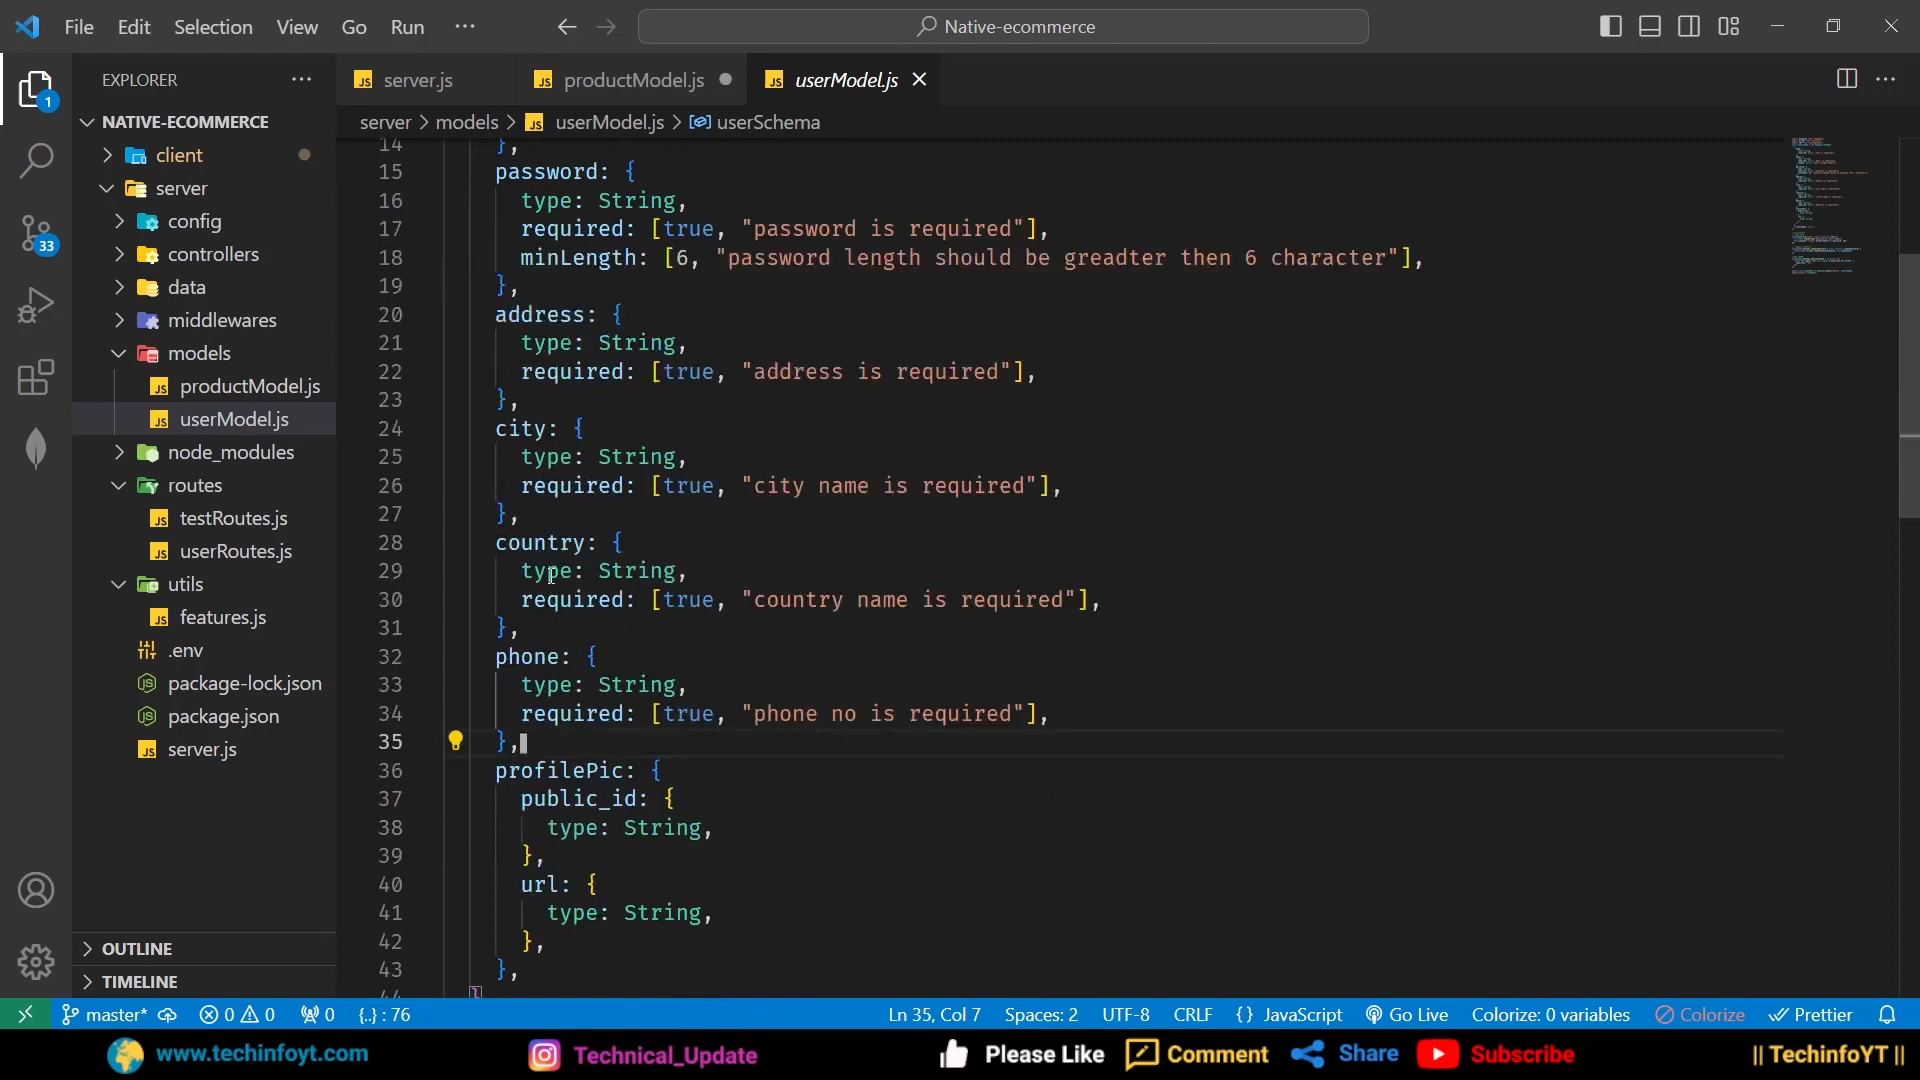 File Edit Selection View Go Run ··· Native-ecommerce
EXPLORER ···
server.js productModel.js userModel.js
server > models > userModel.js > userSchema
NATIVE-ECOMMERCE
client
server
config
controllers
data
middlewares
models
productModel.js
userModel.js
node_modules
routes
testRoutes.js
userRoutes.js
utils
features.js
.env
package-lock.json
package.json
server.js
OUTLINE
TIMELINE
1
33
14 },
15 password: {
16 type: String,
17 required: [true, "password is required"],
18 minLength: [6, "password length should be greadter then 6 character"],
19 },
20 address: {
21 type: String,
22 required: [true, "address is required"],
23 },
24 city: {
25 type: String,
26 required: [true, "city name is required"],
27 },
28 country: {
29 type: String,
30 required: [true, "country name is required"],
31 },
32 phone: {
33 type: String,
34 required: [true, "phone no is required"],
35 },
36 profilePic: {
37 public_id: {
38 type: String,
39 },
40 url: {
41 type: String,
42 },
43 },
44 }
master* 0 0 0 {..} : 76 Ln 35, Col 7 Spaces: 2 UTF-8 CRLF {} JavaScript Go Live Colorize: 0 variables Colorize Prettier
www.techinfoyt.com Technical_Update Please Like Comment Share Subscribe || TechinfoYT ||